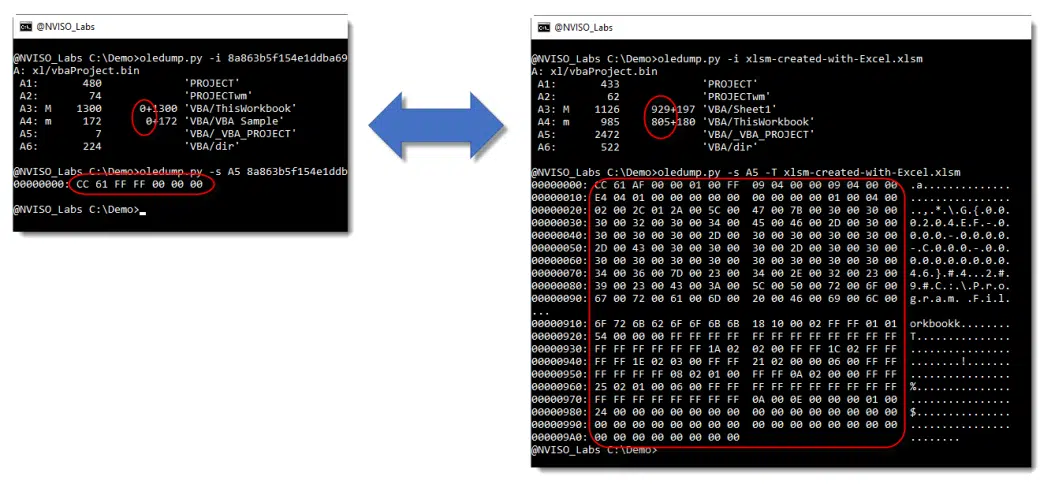 @NVISO_Labs
@NVISO_Labs C:\Demo>oledump.py -i 8a863b5f154e1ddba69
A: xl/vbaProject.bin
A1: 480 'PROJECT'
A2: 74 'PROJECTwm'
A3: M 1300 0+1300 'VBA/ThisWorkbook'
A4: m 172 0+172 'VBA/VBA Sample'
A5: 7 'VBA/_VBA_PROJECT'
A6: 224 'VBA/dir'
@NVISO_Labs C:\Demo>oledump.py -s A5 8a863b5f154e1ddb
00000000: CC 61 FF FF 00 00 00
@NVISO_Labs C:\Demo>
@NVISO_Labs
@NVISO_Labs C:\Demo>oledump.py -i xlsm-created-with-Excel.xlsm
A: xl/vbaProject.bin
A1: 433 'PROJECT'
A2: 62 'PROJECTwm'
A3: M 1126 929+197 'VBA/Sheet1'
A4: m 985 805+180 'VBA/ThisWorkbook'
A5: 2472 'VBA/_VBA_PROJECT'
A6: 522 'VBA/dir'
@NVISO_Labs C:\Demo>oledump.py -s A5 -T xlsm-created-with-Excel.xlsm
00000000: CC 61 AF 00 00 01 00 FF 09 04 00 00 09 04 00 00 .a..............
00000010: E4 04 01 00 00 00 00 00 00 00 00 00 01 00 04 00 ................
00000020: 02 00 2C 01 2A 00 5C 00 47 00 7B 00 30 00 30 00 ..,.*.\.G.{.0.0.
00000030: 30 00 32 00 30 00 34 00 45 00 46 00 2D 00 30 00 0.2.0.4.E.F.-.0.
00000040: 30 00 30 00 30 00 2D 00 30 00 30 00 30 00 30 00 0.0.0.-.0.0.0.0.
00000050: 2D 00 43 00 30 00 30 00 30 00 2D 00 30 00 30 00 -.C.0.0.0.-.0.0.
00000060: 30 00 30 00 30 00 30 00 30 00 30 00 30 00 30 00 0.0.0.0.0.0.0.0.
00000070: 34 00 36 00 7D 00 23 00 34 00 2E 00 32 00 23 00 4.6.}.#.4...2.#.
00000080: 39 00 23 00 43 00 3A 00 5C 00 50 00 72 00 6F 00 9.#.C.:.\.P.r.o.
00000090: 67 00 72 00 61 00 6D 00 20 00 46 00 69 00 6C 00 g.r.a.m. .F.i.l.
...
00000910: 6F 72 6B 62 6F 6F 6B 6B 18 10 00 02 FF FF 01 01 orkbookk........
00000920: 54 00 00 00 FF FF FF FF FF FF FF FF FF FF FF FF T...............
00000930: FF FF FF FF FF FF 1A 02 02 00 FF FF 1C 02 FF FF ................
00000940: FF FF 1E 02 03 00 FF FF 21 02 00 00 06 00 FF FF ........!.......
00000950: FF FF FF FF 08 02 01 00 FF FF 0A 02 00 00 FF FF ................
00000960: 25 02 01 00 06 00 FF FF FF FF FF FF FF FF FF FF %...............
00000970: FF FF FF FF FF FF FF FF 0A 00 0E 00 00 00 01 00 ................
00000980: 24 00 00 00 00 00 00 00 00 00 00 00 00 00 00 00 $...............
00000990: 00 00 00 00 00 00 00 00 00 00 00 00 00 00 00 00 ................
000009A0: 00 00 00 00 00 00 00 00 ........
@NVISO_Labs C:\Demo>